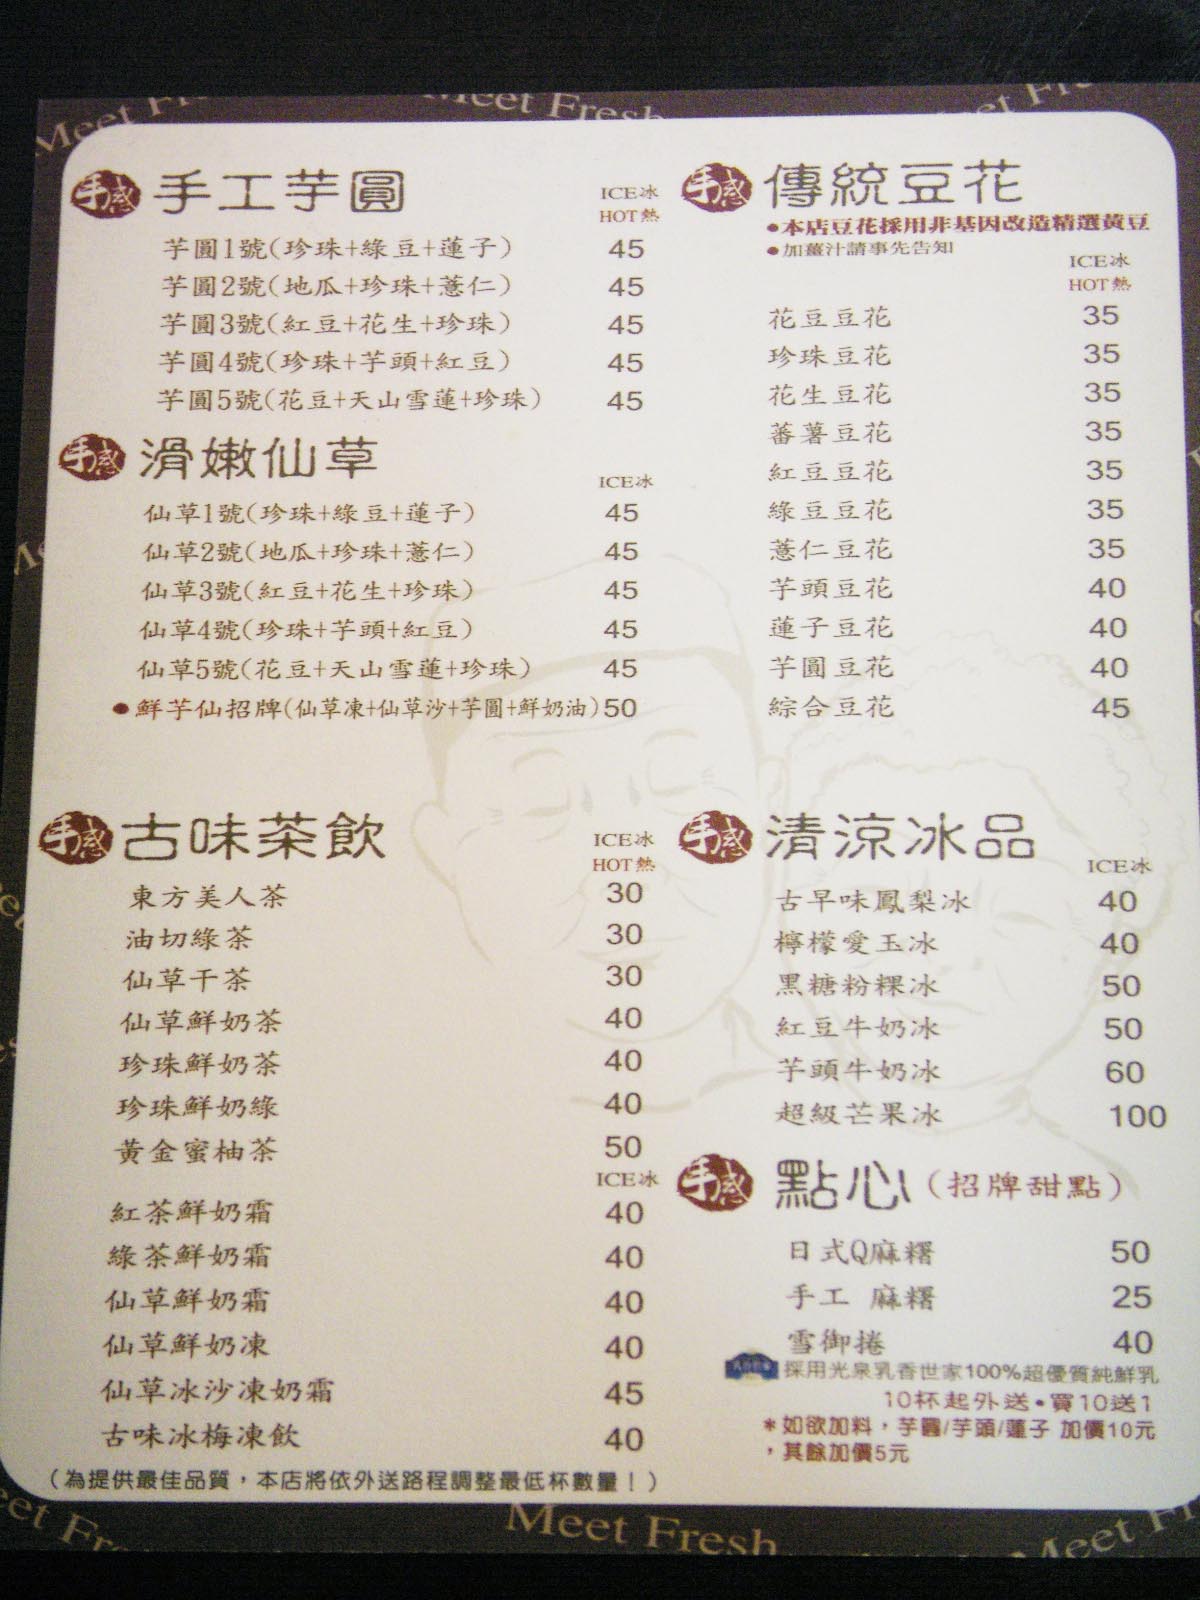 Meet Fresh
手感 手工芋圓 ICE冰
HOT熱
芋圓1號(珍珠+綠豆+蓮子) 45
芋圓2號(地瓜+珍珠+薏仁) 45
芋圓3號(紅豆+花生+珍珠) 45
芋圓4號(珍珠+芋頭+紅豆) 45
芋圓5號(花豆+天山雪蓮+珍珠) 45
手感 滑嫩仙草 ICE冰
仙草1號(珍珠+綠豆+蓮子) 45
仙草2號(地瓜+珍珠+薏仁) 45
仙草3號(紅豆+花生+珍珠) 45
仙草4號(珍珠+芋頭+紅豆) 45
仙草5號(花豆+天山雪蓮+珍珠) 45
●鮮芋仙招牌(仙草凍+仙草沙+芋圓+鮮奶油) 50
手感 古味茶飲 ICE冰
HOT熱
東方美人茶 30
油切綠茶 30
仙草干茶 30
仙草鮮奶茶 40
珍珠鮮奶茶 40
珍珠鮮奶綠 40
黃金蜜柚茶 50
ICE冰
紅茶鮮奶霜 40
綠茶鮮奶霜 40
仙草鮮奶霜 40
仙草鮮奶凍 40
仙草冰沙凍奶霜 45
古味冰梅凍飲 40
（為提供最佳品質，本店將依外送路程調整最低杯數量！）
手感 傳統豆花
●本店豆花採用非基因改造精選黃豆
●加薑汁請事先告知
ICE冰
HOT熱
花豆豆花 35
珍珠豆花 35
花生豆花 35
蕃薯豆花 35
紅豆豆花 35
綠豆豆花 35
薏仁豆花 35
芋頭豆花 40
蓮子豆花 40
芋圓豆花 40
綜合豆花 45
手感 清涼冰品 ICE冰
古早味鳳梨冰 40
檸檬愛玉冰 40
黑糖粉粿冰 50
紅豆牛奶冰 50
芋頭牛奶冰 60
超級芒果冰 100
手感 點心（招牌甜點）
日式Q麻糬 50
手工 麻糬 25
雪御捲 40
採用光泉乳香世家100%超優質純鮮乳
10杯起外送•買10送1
*如欲加料，芋圓/芋頭/蓮子 加價10元
，其餘加價5元
Meet Fresh